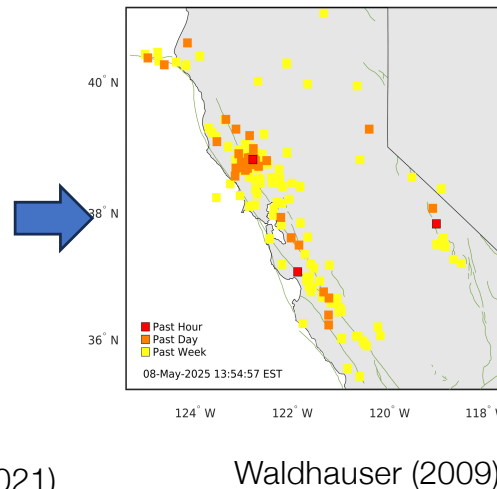 40° N
38° N
36° N
Past Hour
Past Day
Past Week
08-May-2025 13:54:57 EST
124° W
122° W
120° W
118° W
021)
Waldhauser (2009)